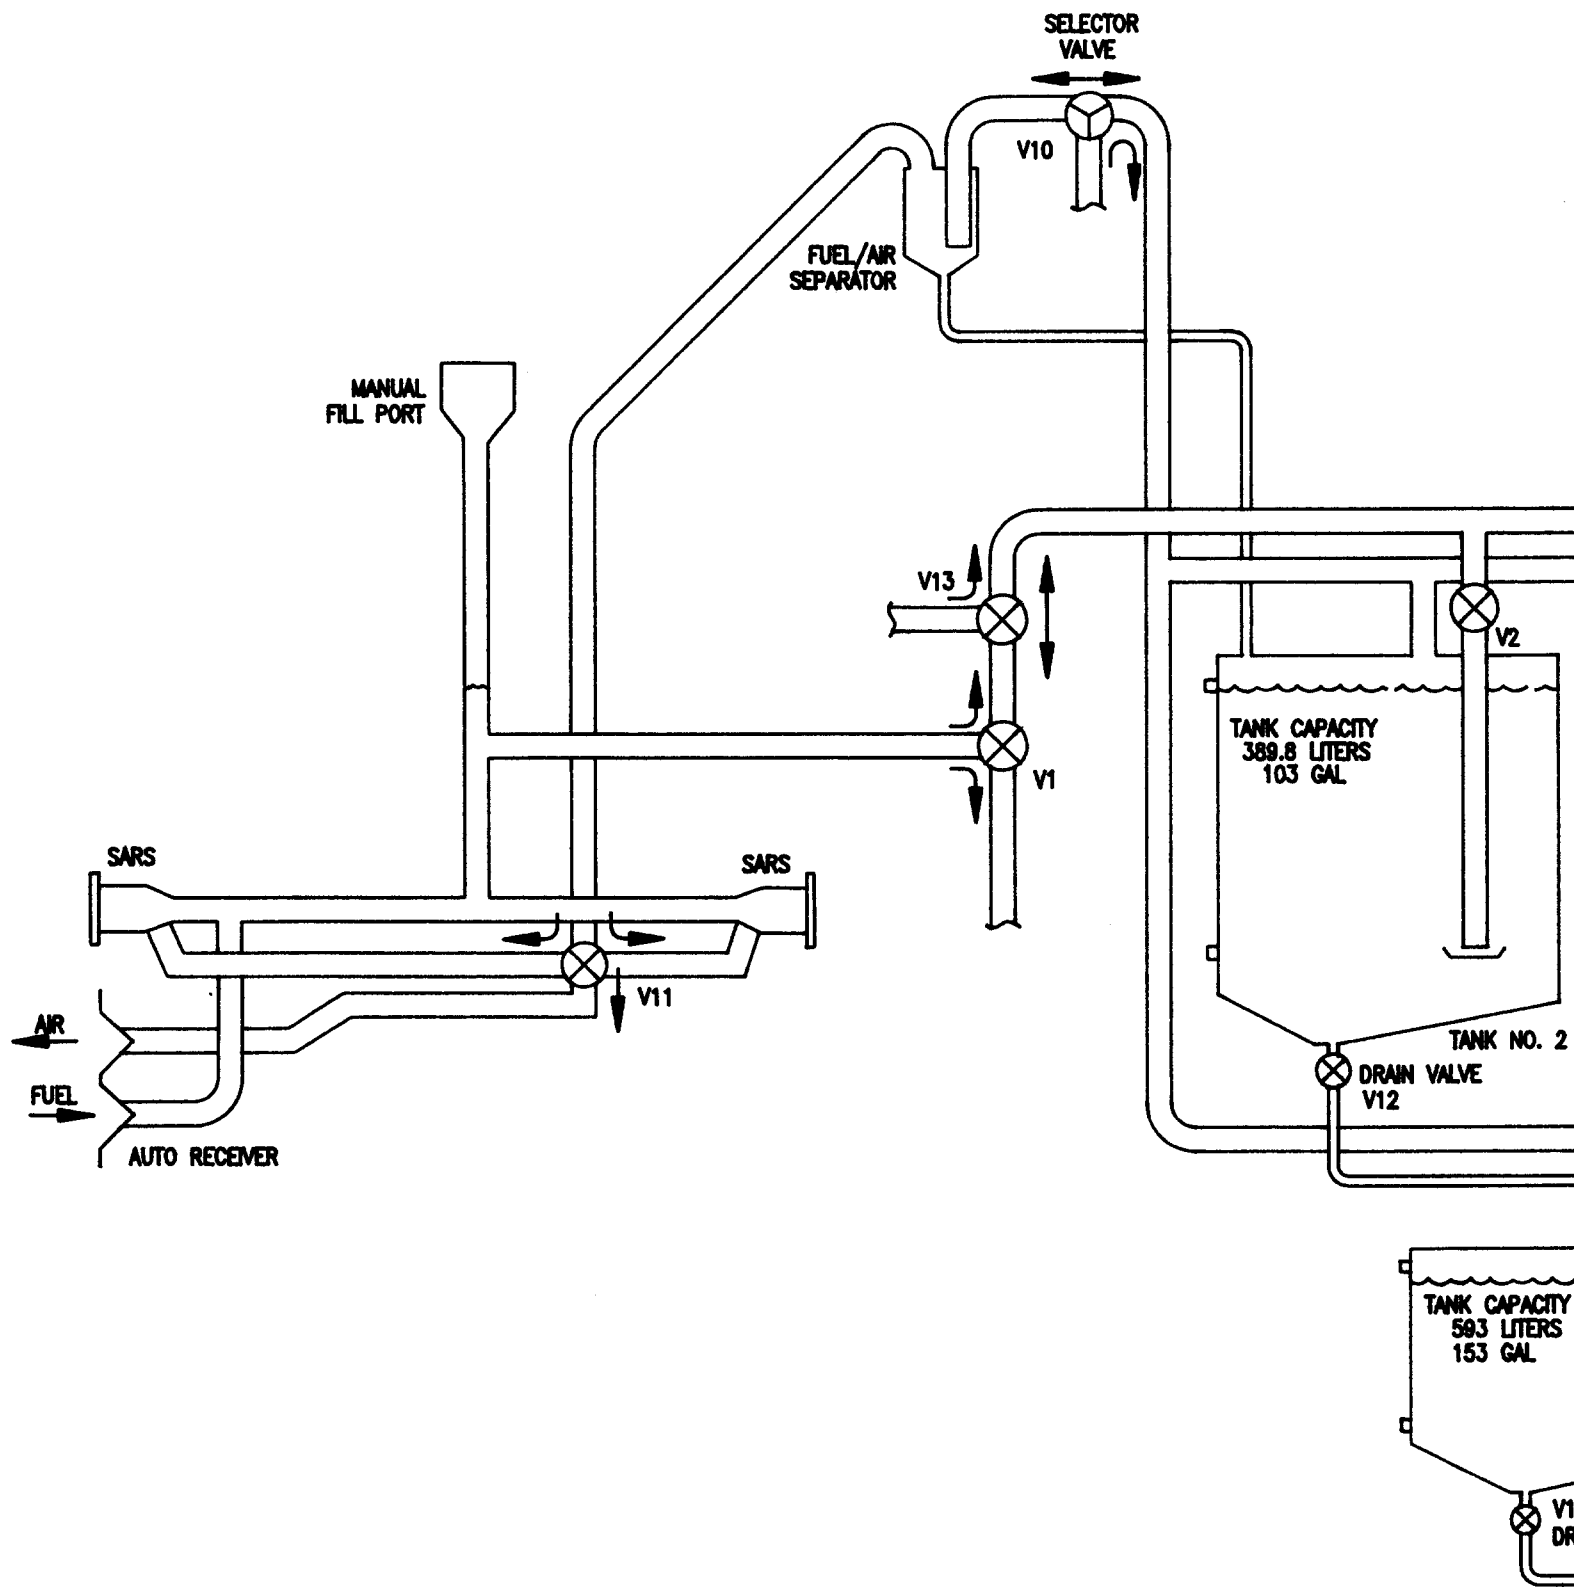 SELECTOR
VALVE
V10
FUEL/AIR
SEPARATOR
MANUAL
FILL PORT
V13
V2
TANK CAPACITY
389.8 LITERS
103 GAL
V1
SARS
SARS
V11
AIR
TANK NO. 2
FUEL
DRAIN VALVE
V12
AUTO RECEIVER
TANK CAPACITY
593 LITERS
153 GAL
V1
DR